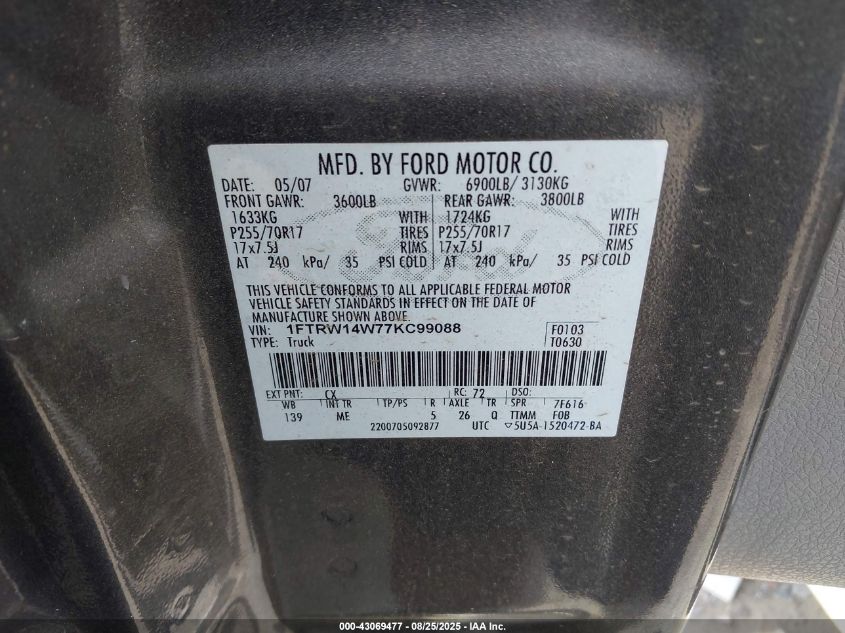 MFD. BY FORD MOTOR CO.
DATE: 05/07 GVWR: 6900LB/ 3130KG
FRONT GAWR: 3600LB REAR GAWR: 3800LB
1633KG WITH 1724KG WITH
P255/70R17 TIRES P255/70R17 TIRES
17x7.5J RIMS 17x7.5J RIMS
AT 240 kPa/ 35 PSI COLD AT 240 kPa/ 35 PSI COLD
THIS VEHICLE CONFORMS TO ALL APPLICABLE FEDERAL MOTOR
VEHICLE SAFETY STANDARDS IN EFFECT ON THE DATE OF
MANUFACTURE SHOWN ABOVE.
VIN: 1FTRW14W77KC99088 F0103
TYPE: Truck T0630
EXT PNT: CX RC: 72 DSO:
WB INT TR TP/PS R AXLE TR SPR 7F616
139 ME 5 26 Q TTMM FOB
2200705092877 UTC ▽5U5A-1520472-BA
000-43069477 - 08/25/2025 - IAA Inc.